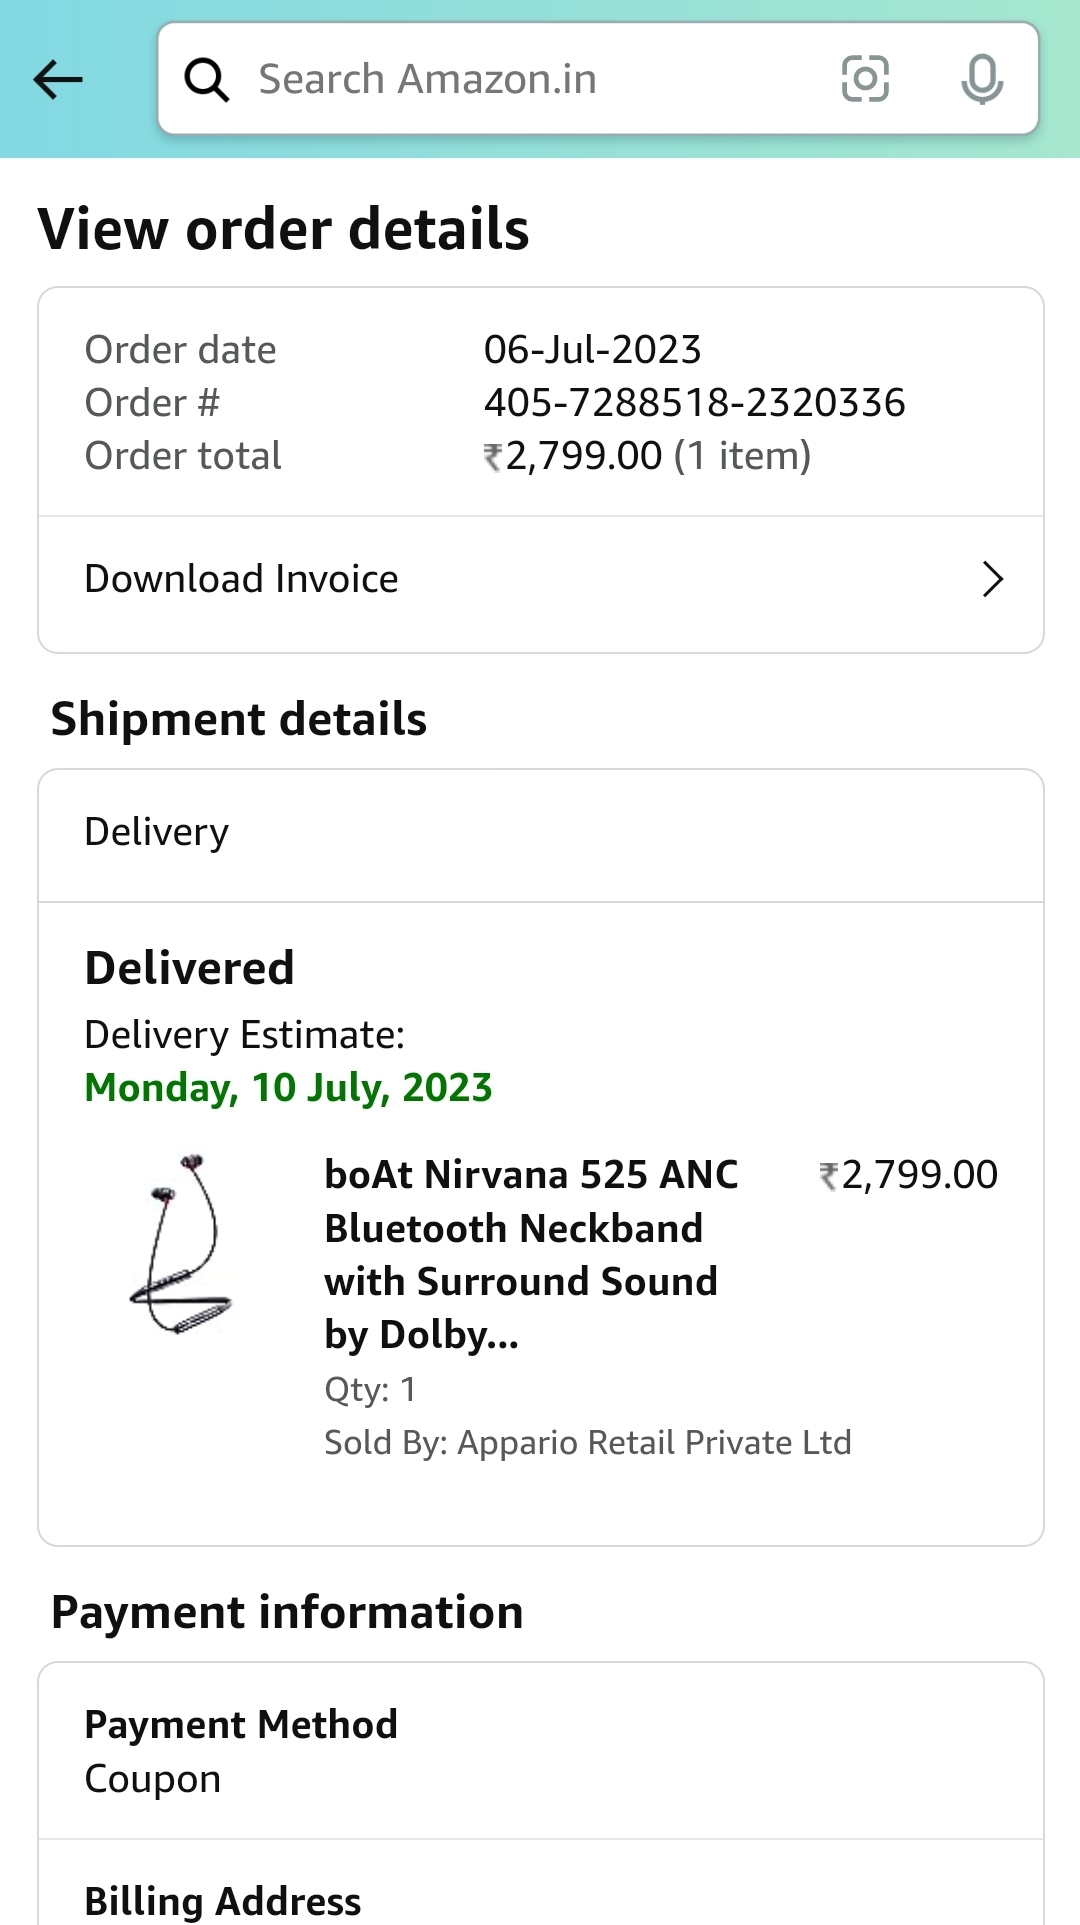 Search Amazon.in
View order details
Order date 06-Jul-2023
Order # 405-7288518-2320336
Order total ₹2,799.00 (1 item)
Download Invoice
Shipment details
Delivery
Delivered
Delivery Estimate:
Monday, 10 July, 2023
boAt Nirvana 525 ANC ₹2,799.00
Bluetooth Neckband
with Surround Sound
by Dolby...
Qty: 1
Sold By: Appario Retail Private Ltd
Payment information
Payment Method
Coupon
Billing Address